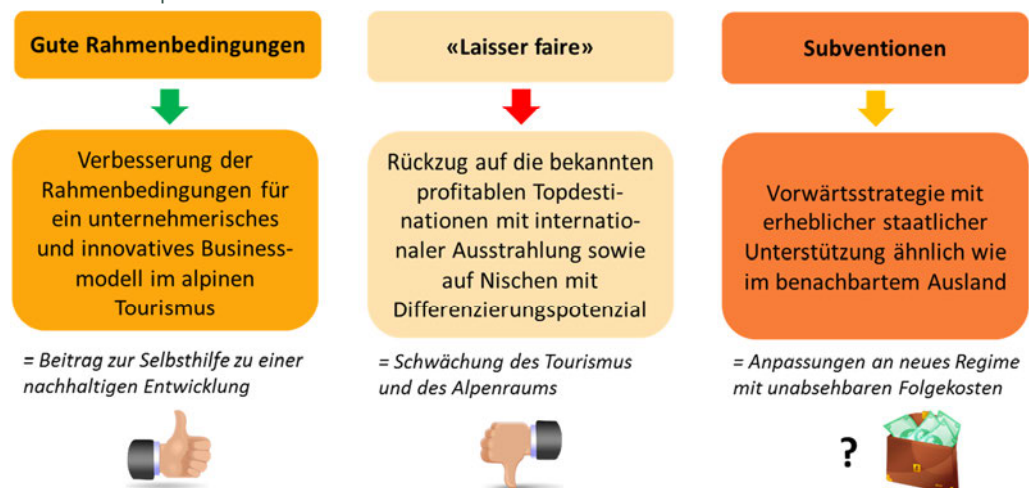 Gute Rahmenbedingungen
Verbesserung der
Rahmenbedingungen für
ein unternehmerisches
und innovatives Business-
modell im alpinen
Tourismus
= Beitrag zur Selbsthilfe zu einer
nachhaltigen Entwicklung
«Laisser faire»
Rückzug auf die bekannten
profitablen Topdesti-
nationen mit internatio-
naler Ausstrahlung sowie
auf Nischen mit
Differenzierungspotenzial
= Schwächung des Tourismus
und des Alpenraums
Subventionen
Vorwärtsstrategie mit
erheblicher staatlicher
Unterstützung ähnlich wie
im benachbartem Ausland
= Anpassungen an neues Regime
mit unabsehbaren Folgekosten
?